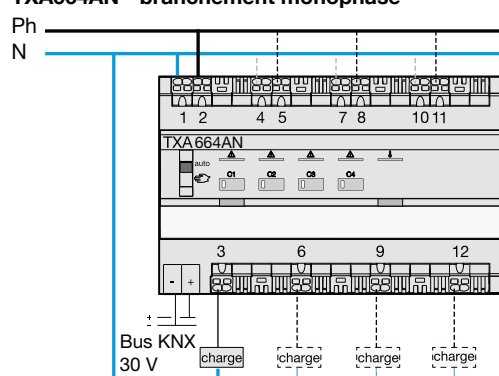 TXA664AN – branchement monophasé
Ph
N
1 2 4 5 7 8 10 11
TXA 664AN
auto
C1 C2 C3 C4
3 6 9 12
- +
Bus KNX
30 V
charge charge charge charge